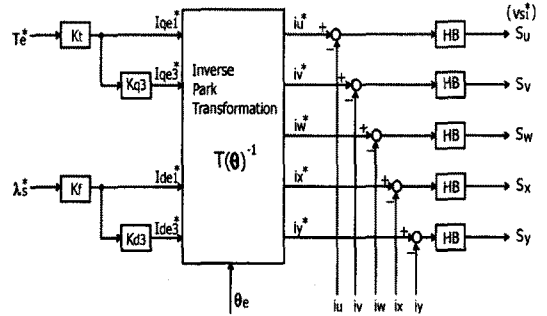 (vsi*)
Te*
Kt
Iqe1*
iu*
+
−
HB
Su
Kq3
Iqe3*
Inverse
Park
Transformation
T(θ)⁻¹
iv*
+
−
HB
Sv
iw*
+
−
HB
Sw
λs*
Kf
Ide1*
ix*
+
−
HB
Sx
Kd3
Ide3*
iy*
+
−
HB
Sy
θe
iu iv iw ix iy